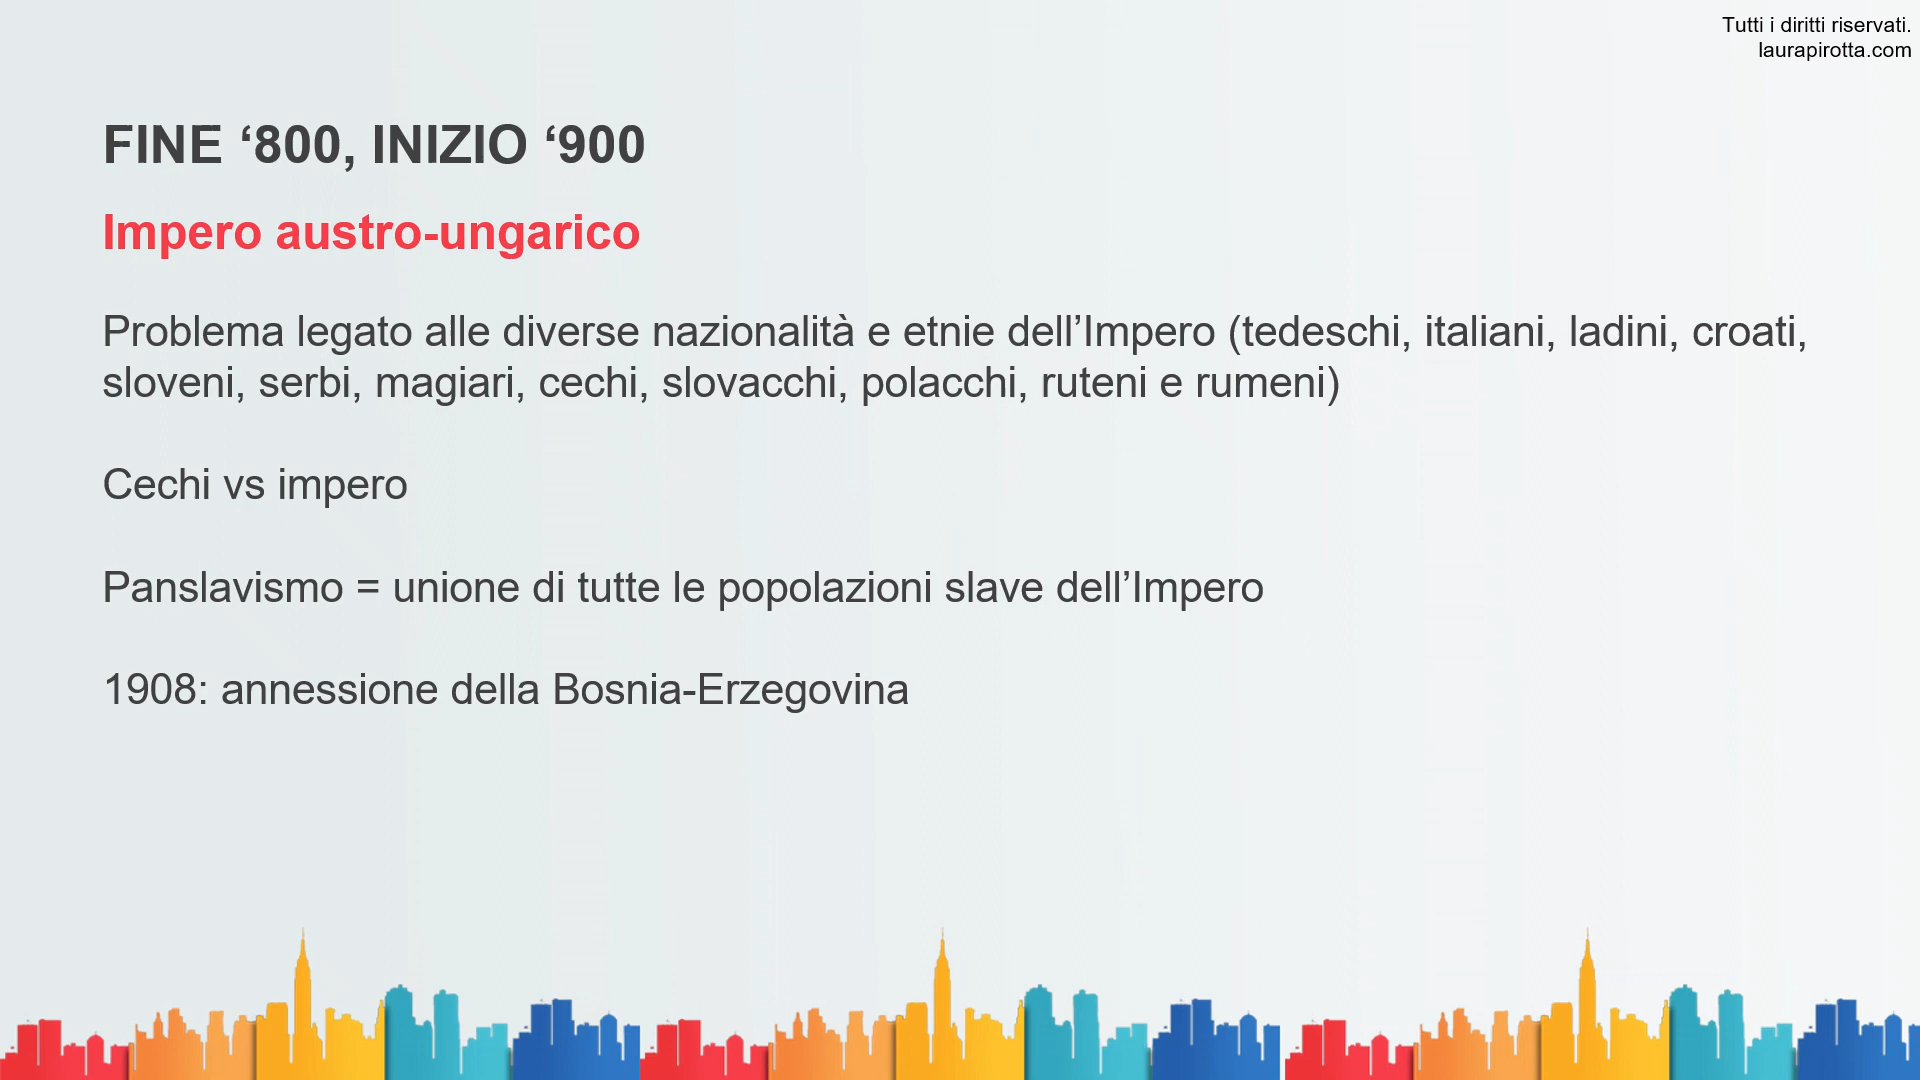 Tutti i diritti riservati.
laurapirotta.com
FINE ‘800, INIZIO ‘900
Impero austro-ungarico
Problema legato alle diverse nazionalità e etnie dell’Impero (tedeschi, italiani, ladini, croati,
sloveni, serbi, magiari, cechi, slovacchi, polacchi, ruteni e rumeni)
Cechi vs impero
Panslavismo = unione di tutte le popolazioni slave dell’Impero
1908: annessione della Bosnia-Erzegovina